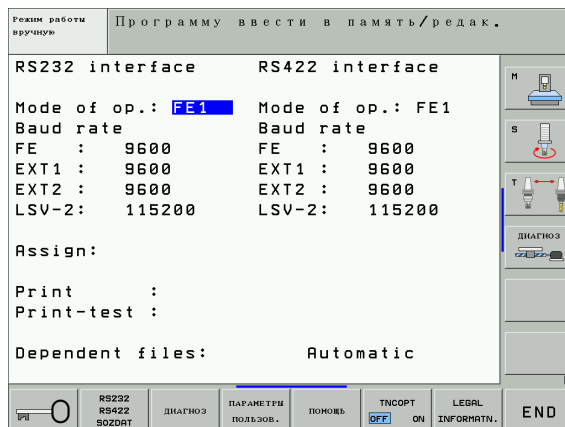 Режим работы
вручную
Программу ввести в память/редак.
RS232 interface RS422 interface
Mode of op.: FE1 Mode of op.: FE1
Baud rate Baud rate
FE : 9600 FE : 9600
EXT1 : 9600 EXT1 : 9600
EXT2 : 9600 EXT2 : 9600
LSV-2: 115200 LSV-2: 115200
Assign:
Print :
Print-test :
Dependent files: Automatic
M
S
T
ДИАГНОЗ
RS232
RS422
SOZDAT
ДИАГНОЗ
ПАРАМЕТРЫ
ПОЛЬЗОВ.
ПОМОЩЬ
TNCOPT
OFF ON
LEGAL
INFORMATN.
END